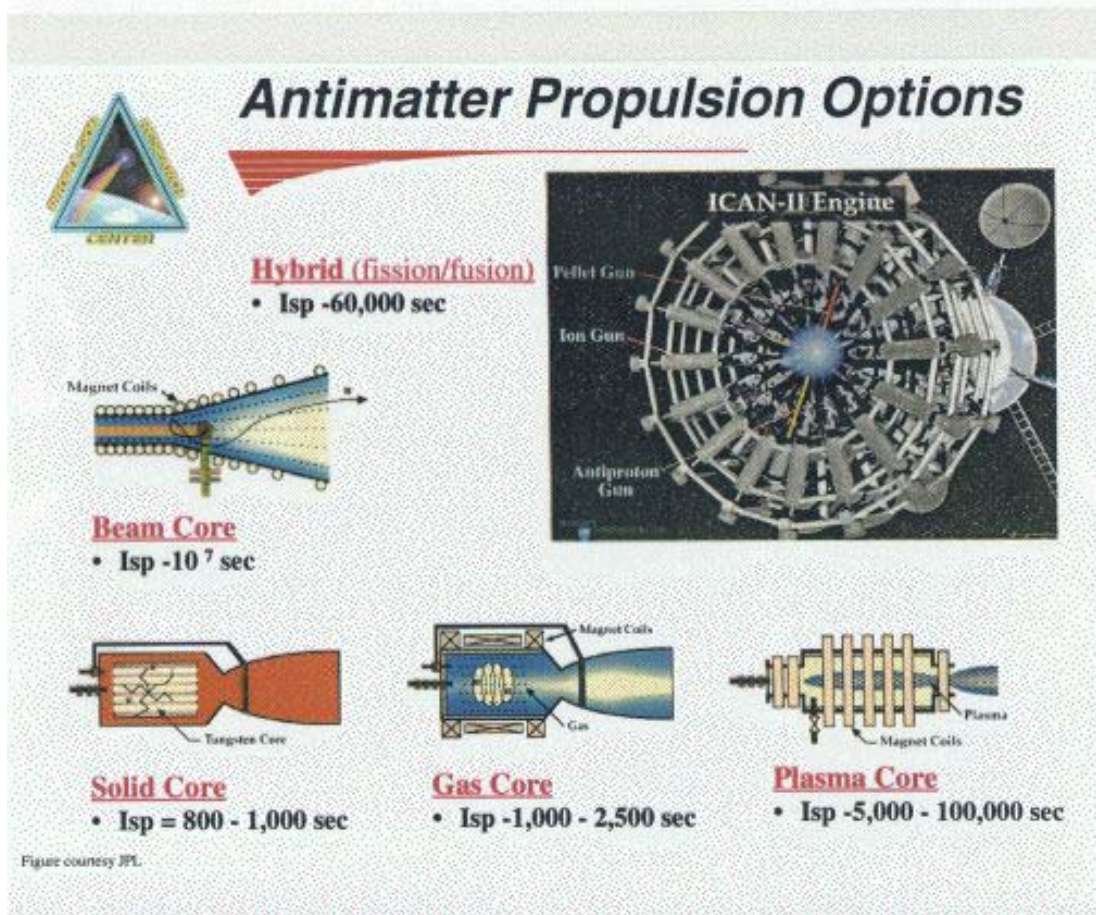 Antimatter Propulsion Options
CENTER
Hybrid (fission/fusion)
• Isp -60,000 sec
ICAN-II Engine
Pellet Gun
Ion Gun
Antiproton
Gun
Magnet Coils
Beam Core
• Isp -10 ⁷ sec
Tungsten Core
Solid Core
• Isp = 800 - 1,000 sec
Magnet Coils
Gas
Gas Core
• Isp -1,000 - 2,500 sec
Plasma
Magnet Coils
Plasma Core
• Isp -5,000 - 100,000 sec
Figure courtesy JPL